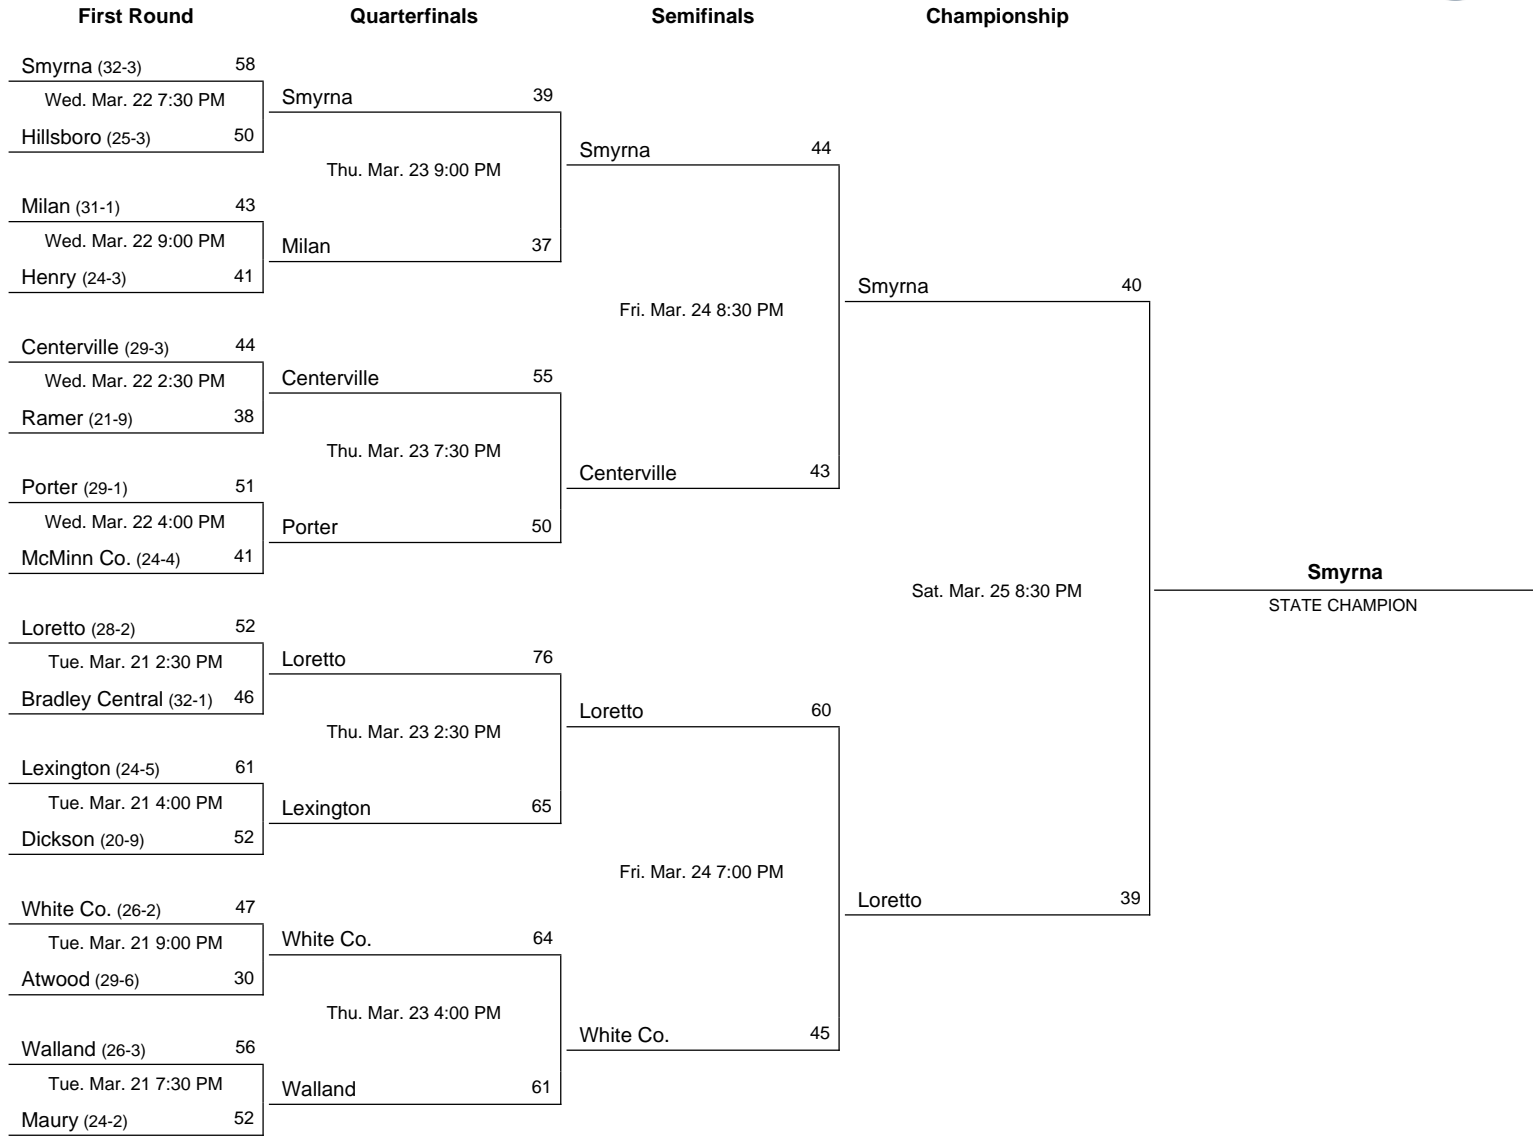 First Round Quarterfinals Semifinals Championship
Smyrna (32-3) 58
Wed. Mar. 22 7:30 PM
Hillsboro (25-3) 50
Milan (31-1) 43
Wed. Mar. 22 9:00 PM
Henry (24-3) 41
Centerville (29-3) 44
Wed. Mar. 22 2:30 PM
Ramer (21-9) 38
Porter (29-1) 51
Wed. Mar. 22 4:00 PM
McMinn Co. (24-4) 41
Loretto (28-2) 52
Tue. Mar. 21 2:30 PM
Bradley Central (32-1) 46
Lexington (24-5) 61
Tue. Mar. 21 4:00 PM
Dickson (20-9) 52
White Co. (26-2) 47
Tue. Mar. 21 9:00 PM
Atwood (29-6) 30
Walland (26-3) 56
Tue. Mar. 21 7:30 PM
Maury (24-2) 52
Smyrna 39
Thu. Mar. 23 9:00 PM
Milan 37
Centerville 55
Thu. Mar. 23 7:30 PM
Porter 50
Loretto 76
Thu. Mar. 23 2:30 PM
Lexington 65
White Co. 64
Thu. Mar. 23 4:00 PM
Walland 61
Smyrna 44
Fri. Mar. 24 8:30 PM
Centerville 43
Loretto 60
Fri. Mar. 24 7:00 PM
White Co. 45
Smyrna 40
Sat. Mar. 25 8:30 PM
Loretto 39
Smyrna
STATE CHAMPION